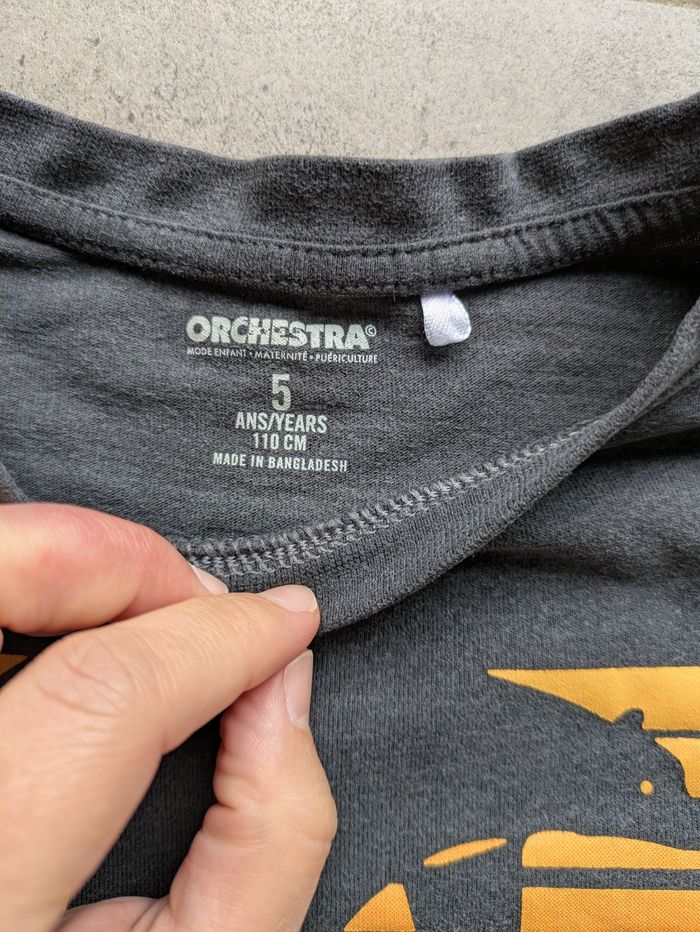 ORCHESTRA©
MODE ENFANT • MATERNITÉ • PUÉRICULTURE
5
ANS/YEARS
110 CM
MADE IN BANGLADESH